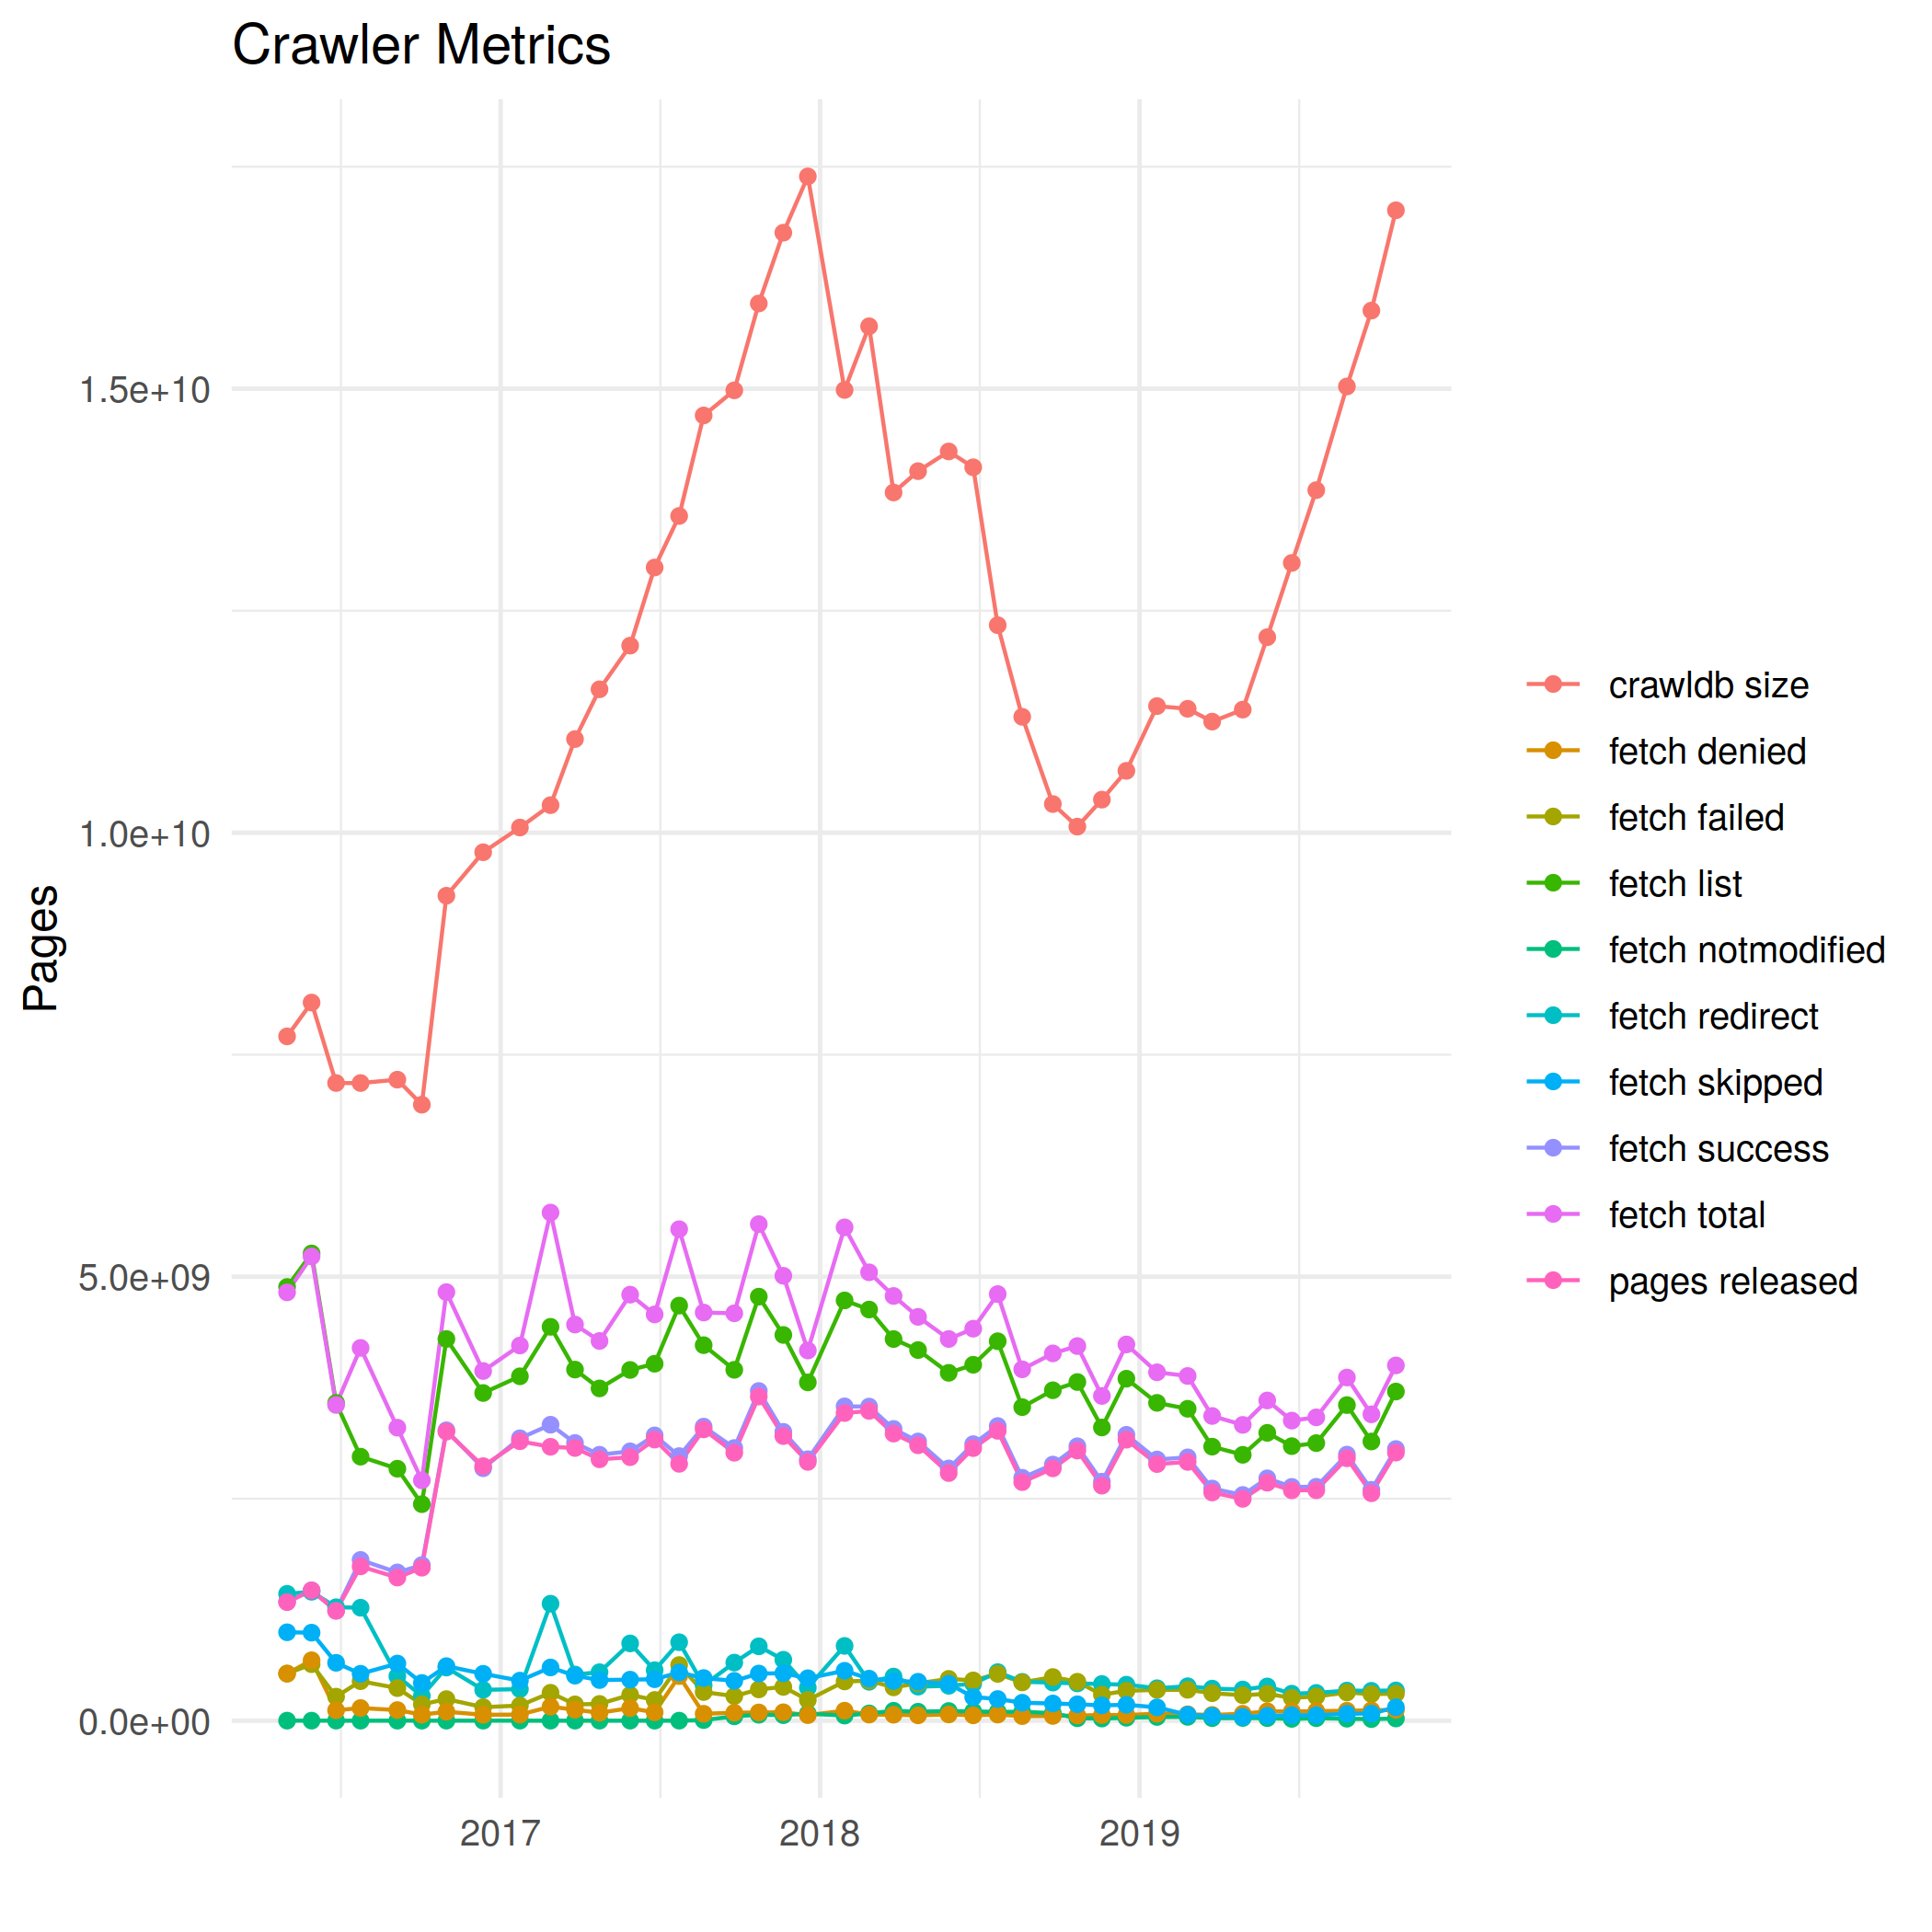 Crawler Metrics
Pages
1.5e+10
1.0e+10
5.0e+09
0.0e+00
2017
2018
2019
crawldb size
fetch denied
fetch failed
fetch list
fetch notmodified
fetch redirect
fetch skipped
fetch success
fetch total
pages released